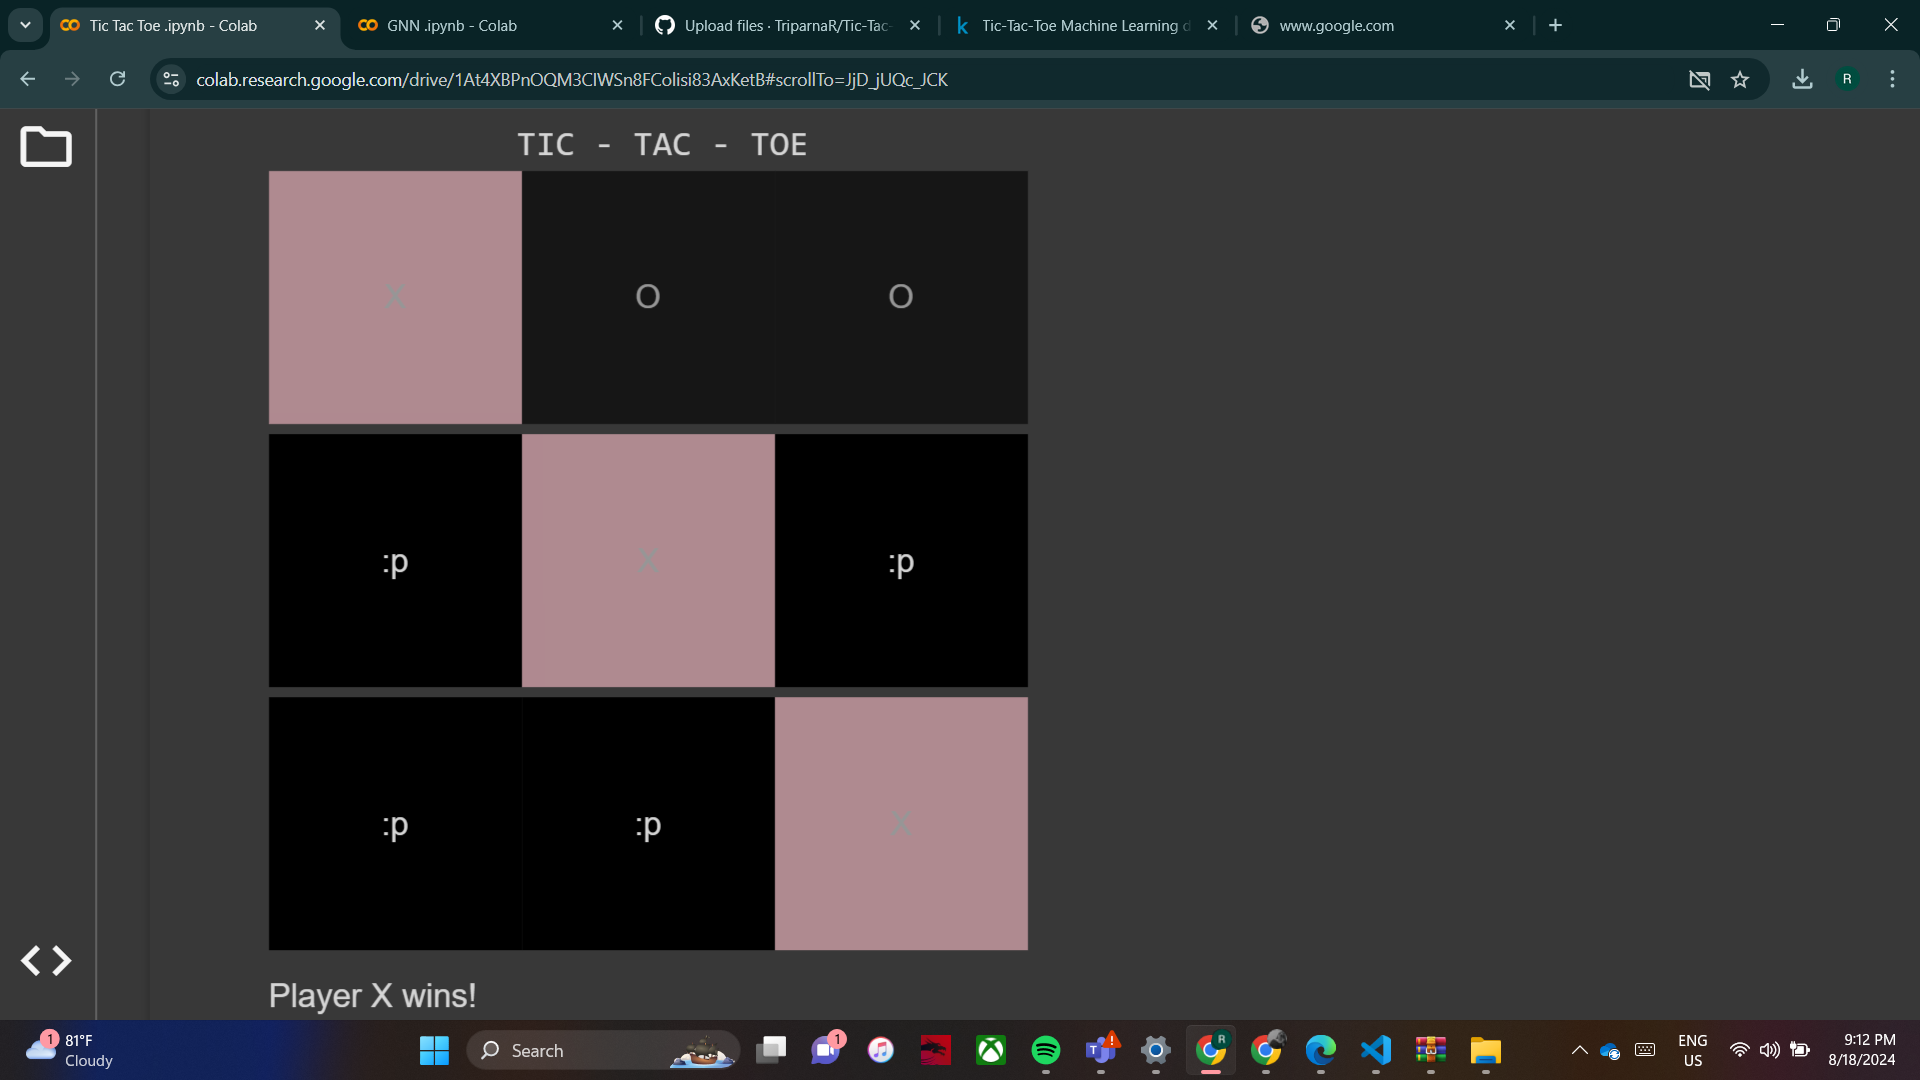 Tic Tac Toe .ipynb - Colab
GNN .ipynb - Colab
Upload files · TriparnaR/Tic-Tac-
k Tic-Tac-Toe Machine Learning d
www.google.com
colab.research.google.com/drive/1At4XBPnOQM3CIWSn8FColisi83AxKetB#scrollTo=JjD_jUQc_JCK
R
TIC - TAC - TOE
X O O
:p X :p
:p :p X
Player X wins!
1
81°F
Cloudy
Search
1
T
R
ENG
US
9:12 PM
8/18/2024